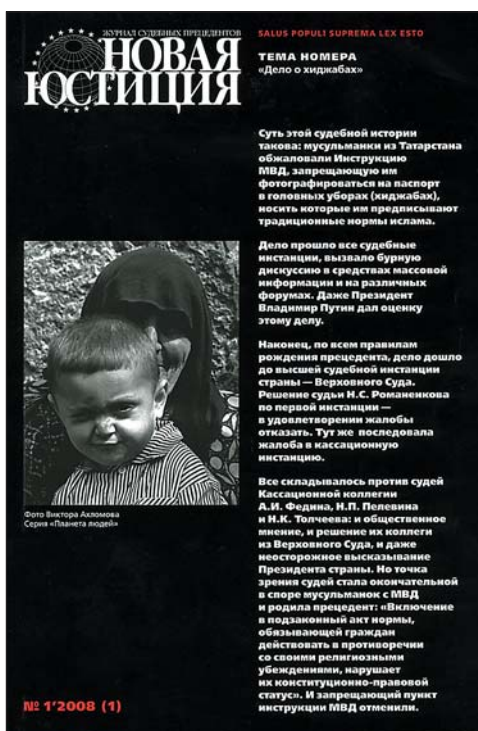 ЖУРНАЛ СУДЕБНЫХ ПРЕЦЕДЕНТОВ
НОВАЯ
ЮСТИЦИЯ
SALUS POPULI SUPREMA LEX ESTO
ТЕМА НОМЕРА
«Дело о хиджабах»
Суть этой судебной истории
такова: мусульманки из Татарстана
обжаловали Инструкцию
МВД, запрещающую им
фотографироваться на паспорт
в головных уборах (хиджабах),
носить которые им предписывают
традиционные нормы ислама.
Дело прошло все судебные
инстанции, вызвало бурную
дискуссию в средствах массовой
информации и на различных
форумах. Даже Президент
Владимир Путин дал оценку
этому делу.
Наконец, по всем правилам
рождения прецедента, дело дошло
до высшей судебной инстанции
страны — Верховного Суда.
Решение судьи Н.С. Романенкова
по первой инстанции —
в удовлетворении жалобы
отказать. Тут же последовала
жалоба в кассационную
инстанцию.
Все складывалось против судей
Кассационной коллегии
А.И. Федина, Н.П. Пелевина
и Н.К. Толчеева: и общественное
мнение, и решение их коллеги
из Верховного Суда, и даже
неосторожное высказывание
Президента страны. Но точка
зрения судей стала окончательной
в споре мусульманок с МВД
и родила прецедент: «Включение
в подзаконный акт нормы,
обязывающей граждан
действовать в противоречии
со своими религиозными
убеждениями, нарушает
их конституционно-правовой
статус». И запрещающий пункт
инструкции МВД отменили.
Фото Виктора Ахломова
Серия «Планета людей»
№ 1'2008 (1)